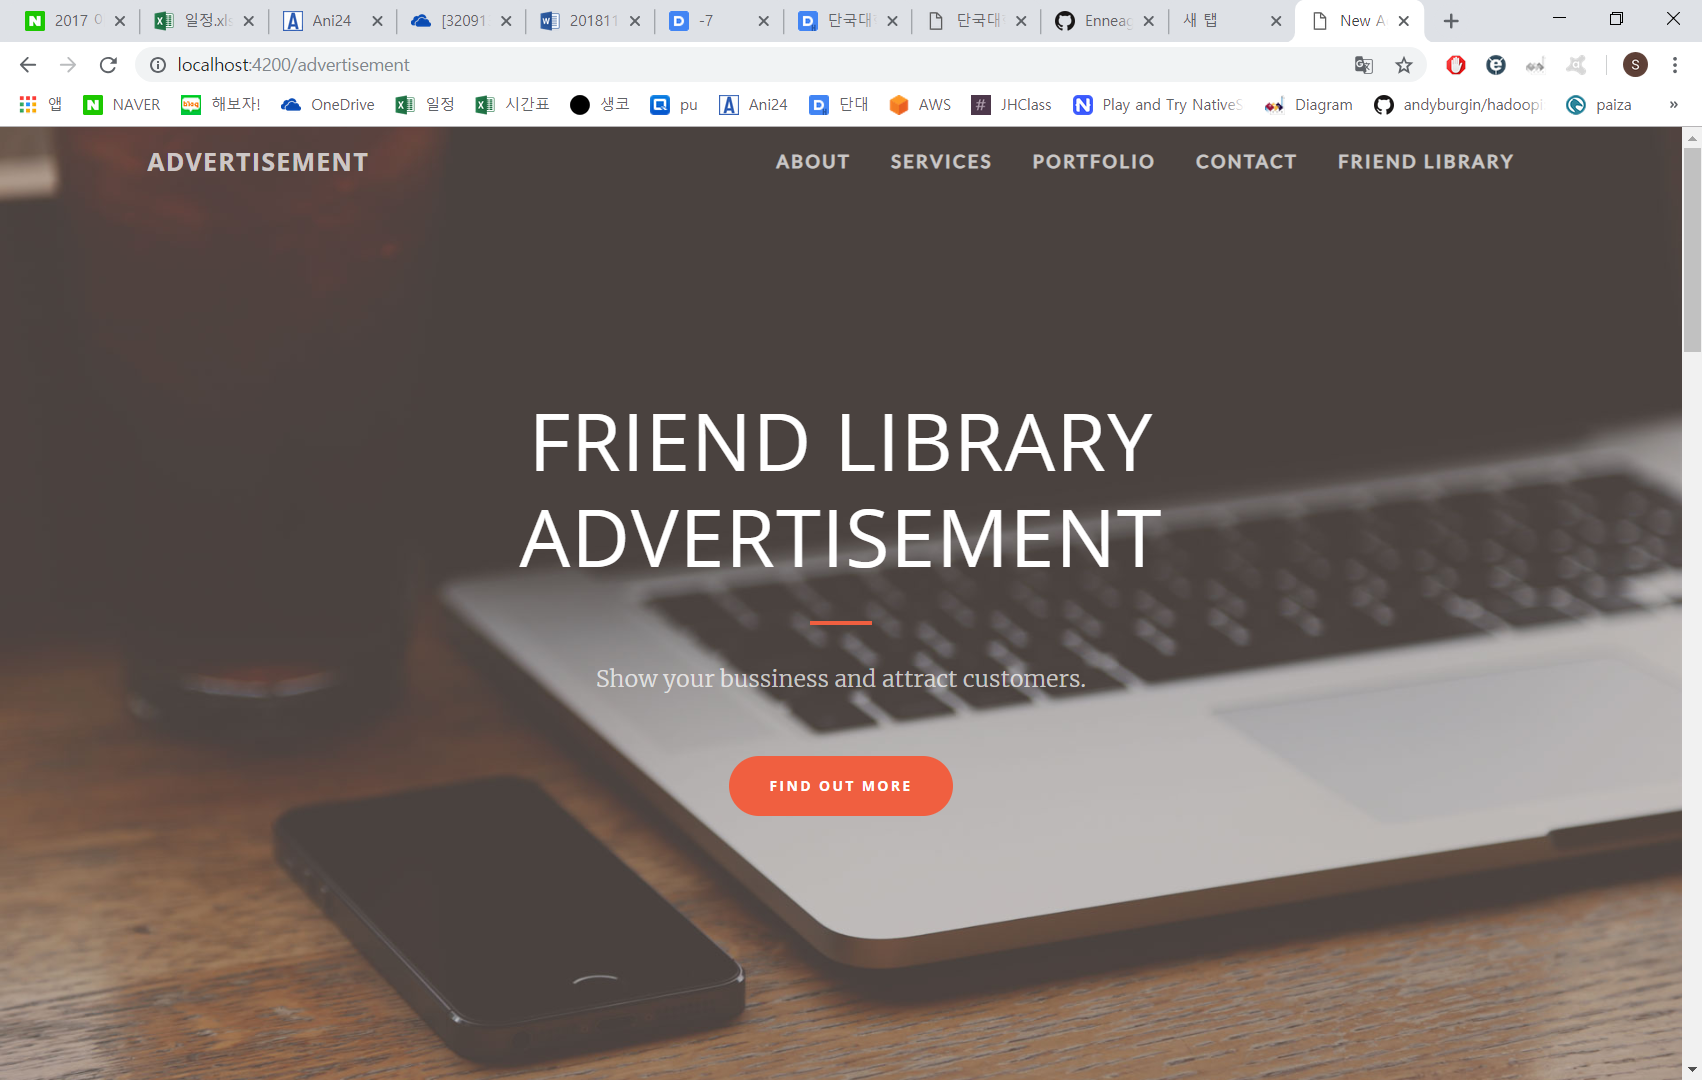 2017
일정.xls
Ani24
[32091
201811
-7
단국대
단국대
Ennea
새 탭
New A
localhost:4200/advertisement
S
앱
NAVER
해보자!
OneDrive
일정
시간표
생코
pu
Ani24
단대
AWS
JHClass
Play and Try NativeS
Diagram
andyburgin/hadoopi
paiza
»
ADVERTISEMENT
ABOUT
SERVICES
PORTFOLIO
CONTACT
FRIEND LIBRARY
FRIEND LIBRARY
ADVERTISEMENT
Show your bussiness and attract customers.
FIND OUT MORE